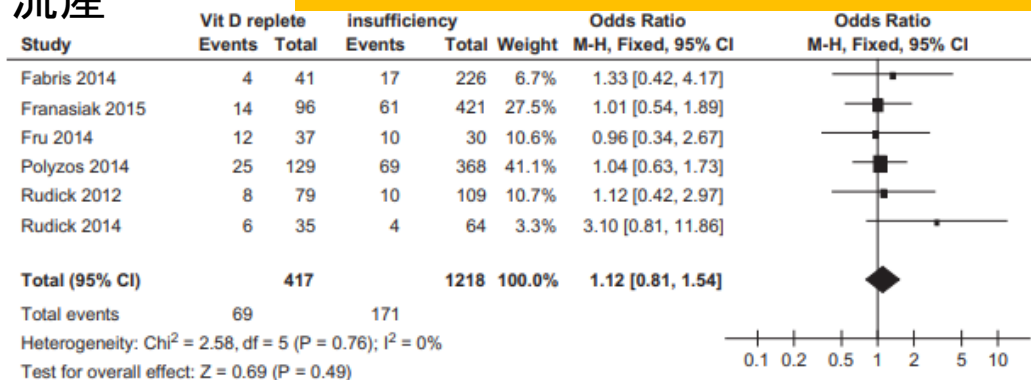 流産
Vit D replete insufficiency Odds Ratio Odds Ratio
Study Events Total Events Total Weight M-H, Fixed, 95% CI M-H, Fixed, 95% CI
Fabris 2014 4 41 17 226 6.7% 1.33 [0.42, 4.17]
Franasiak 2015 14 96 61 421 27.5% 1.01 [0.54, 1.89]
Fru 2014 12 37 10 30 10.6% 0.96 [0.34, 2.67]
Polyzos 2014 25 129 69 368 41.1% 1.04 [0.63, 1.73]
Rudick 2012 8 79 10 109 10.7% 1.12 [0.42, 2.97]
Rudick 2014 6 35 4 64 3.3% 3.10 [0.81, 11.86]
Total (95% CI) 417 1218 100.0% 1.12 [0.81, 1.54]
Total events 69 171
Heterogeneity: Chi² = 2.58, df = 5 (P = 0.76); I² = 0%
Test for overall effect: Z = 0.69 (P = 0.49)
0.1 0.2 0.5 1 2 5 10